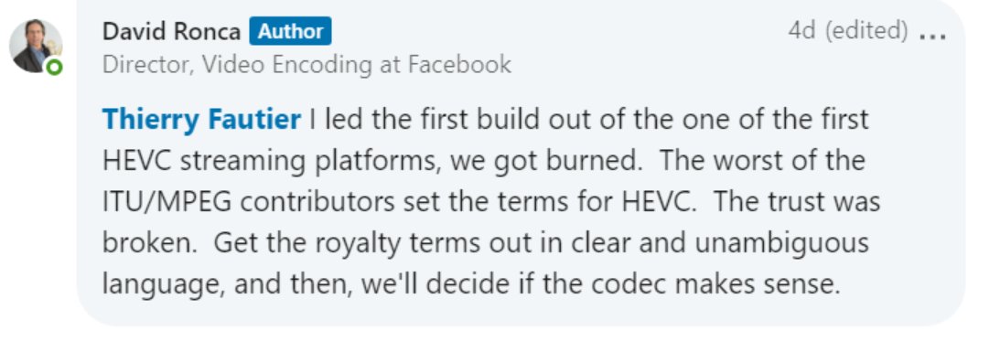 David Ronca Author 4d (edited) ...
Director, Video Encoding at Facebook
Thierry Fautier I led the first build out of the one of the first
HEVC streaming platforms, we got burned.  The worst of the
ITU/MPEG contributors set the terms for HEVC.  The trust was
broken.  Get the royalty terms out in clear and unambiguous
language, and then, we'll decide if the codec makes sense.